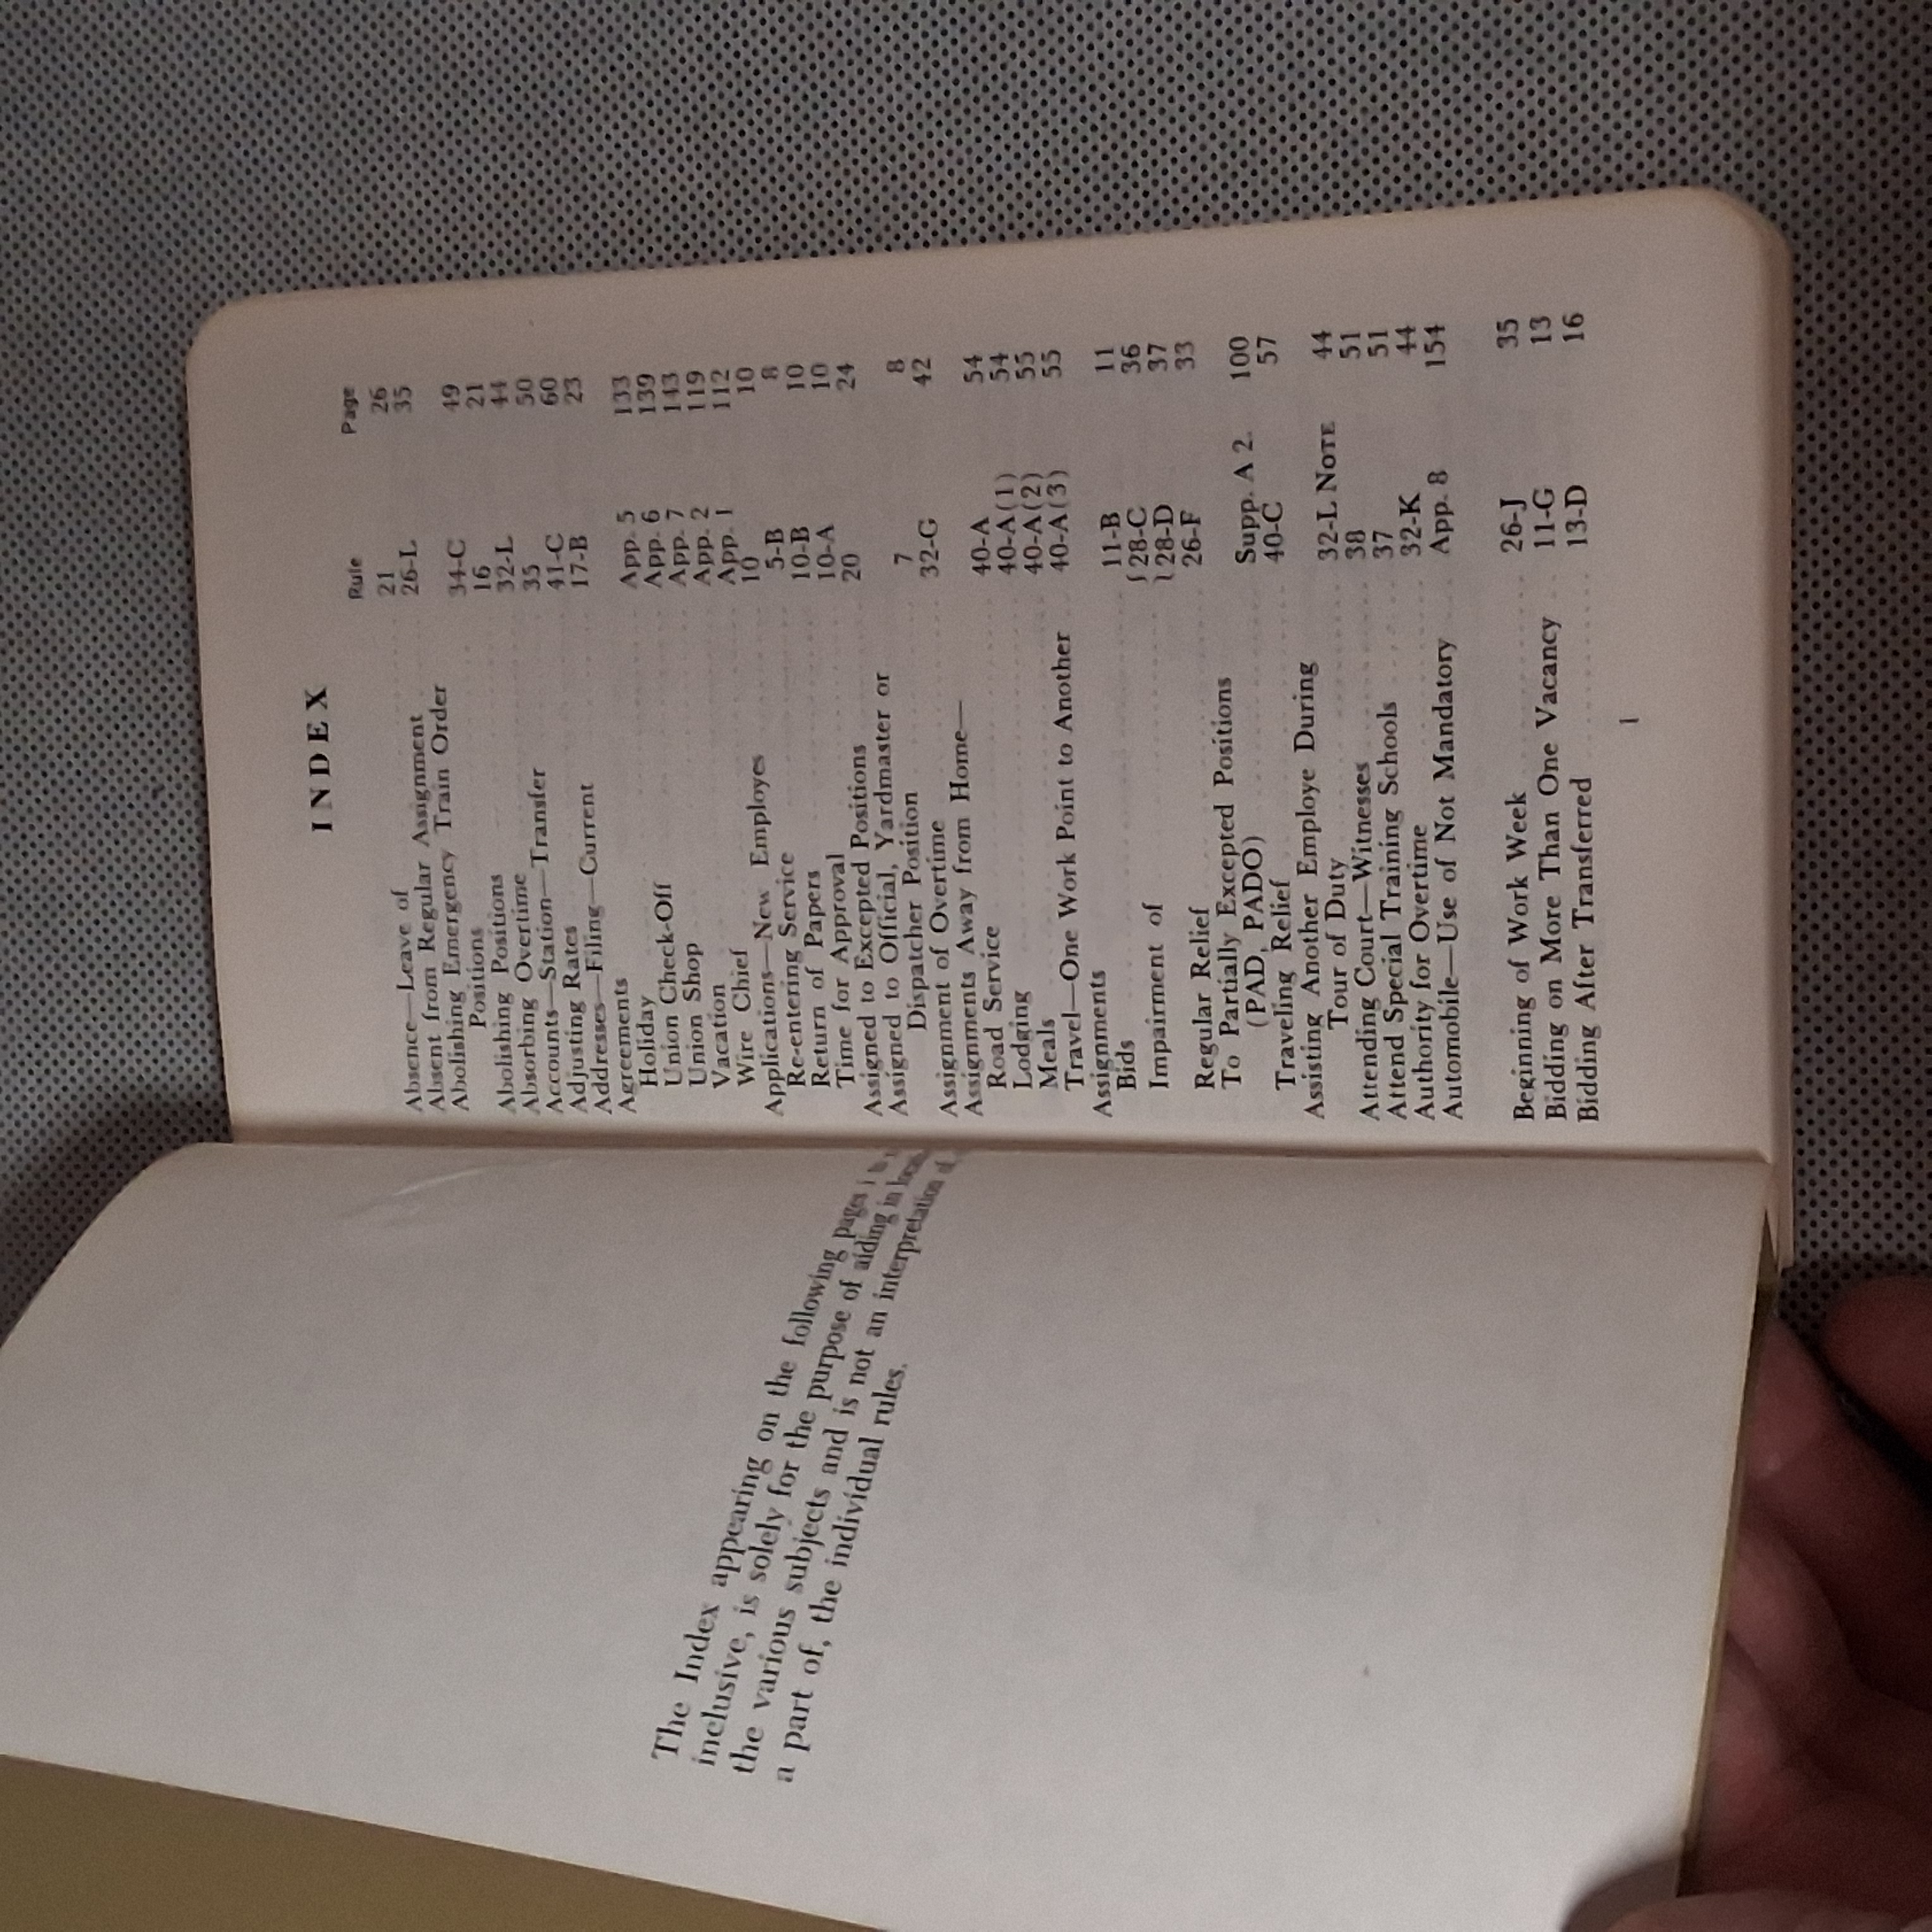 The Index appearing on the following pages
inclusive, is solely for the purpose of aiding in
the various subjects and is not an interpretation of,
a part of, the individual rules.
INDEX
Rule Page
Absence—Leave of 21 26
Absent from Regular Assignment 26-L 35
Abolishing Emergency Train Order
Positions 34-C 49
Abolishing Positions 16 21
Absorbing Overtime 32-L 44
Accounts—Station—Transfer 35 50
Adjusting Rates 41-C 60
Addresses—Filing—Current 17-B 23
Agreements
Holiday App. 5 133
Union Check-Off App. 6 139
Union Shop App. 7 143
Vacation App. 2 119
Wire Chief App. 1 112
Applications—New Employes 10 10
Re-entering Service 5-B 8
Return of Papers 10-B 10
Time for Approval 10-A 10
Assigned to Excepted Positions 20 24
Assigned to Official, Yardmaster or
Dispatcher Position 7 8
Assignment of Overtime 32-G 42
Assignments Away from Home—
Road Service 40-A 54
Lodging 40-A(1) 54
Meals 40-A(2) 55
Travel—One Work Point to Another 40-A(3) 55
Assignments
Bids 11-B 11
{28-C 36
Impairment of {28-D 37
Regular Relief 26-F 33
To Partially Excepted Positions
(PAD, PADO) Supp. A 2 100
Traveling Relief 40-C 57
Assisting Another Employe During
Tour of Duty 32-L NOTE 44
Attending Court—Witnesses 38 51
Attend Special Training Schools 37 51
Authority for Overtime 32-K 44
Automobile—Use of Not Mandatory App. 8 154
Beginning of Work Week 26-J 35
Bidding on More Than One Vacancy 11-G 13
Bidding After Transferred 13-D 16
1